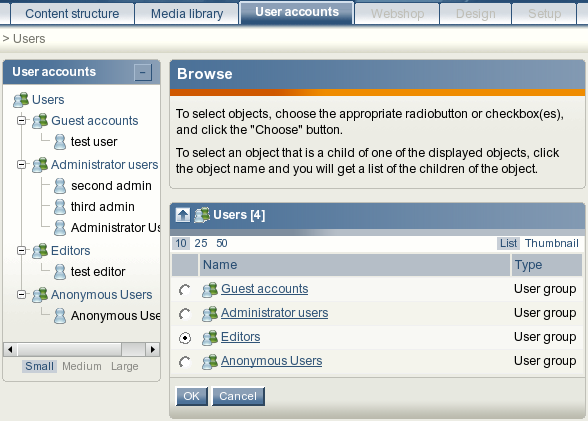 Content structure Media library User accounts Webshop Design Setup
> Users
User accounts
Users
Guest accounts
test user
Administrator users
second admin
third admin
Administrator Us
Editors
test editor
Anonymous Users
Anonymous Use
Small Medium Large
Browse
To select objects, choose the appropriate radiobutton or checkbox(es),
and click the "Choose" button.
To select an object that is a child of one of the displayed objects, click
the object name and you will get a list of the children of the object.
Users [4]
10 25 50 List Thumbnail
Name Type
Guest accounts User group
Administrator users User group
Editors User group
Anonymous Users User group
OK Cancel